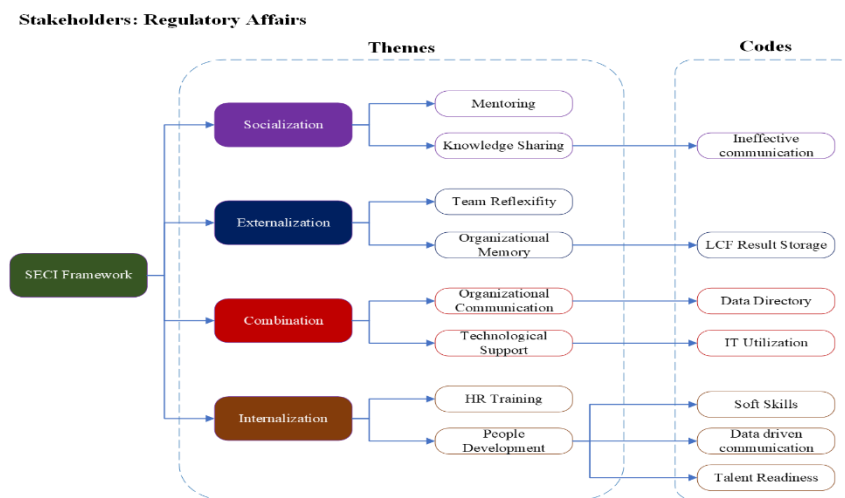 Stakeholders: Regulatory Affairs
Themes
Codes
Mentoring
Socialization
Knowledge Sharing
Ineffective
communication
Team Reflexifity
Externalization
Organizational
Memory
LCF Result Storage
SECI Framework
Organizational
Communication
Data Directory
Combination
Technological
Support
IT Utilization
HR Training
Soft Skills
Internalization
People
Development
Data driven
communication
Talent Readiness